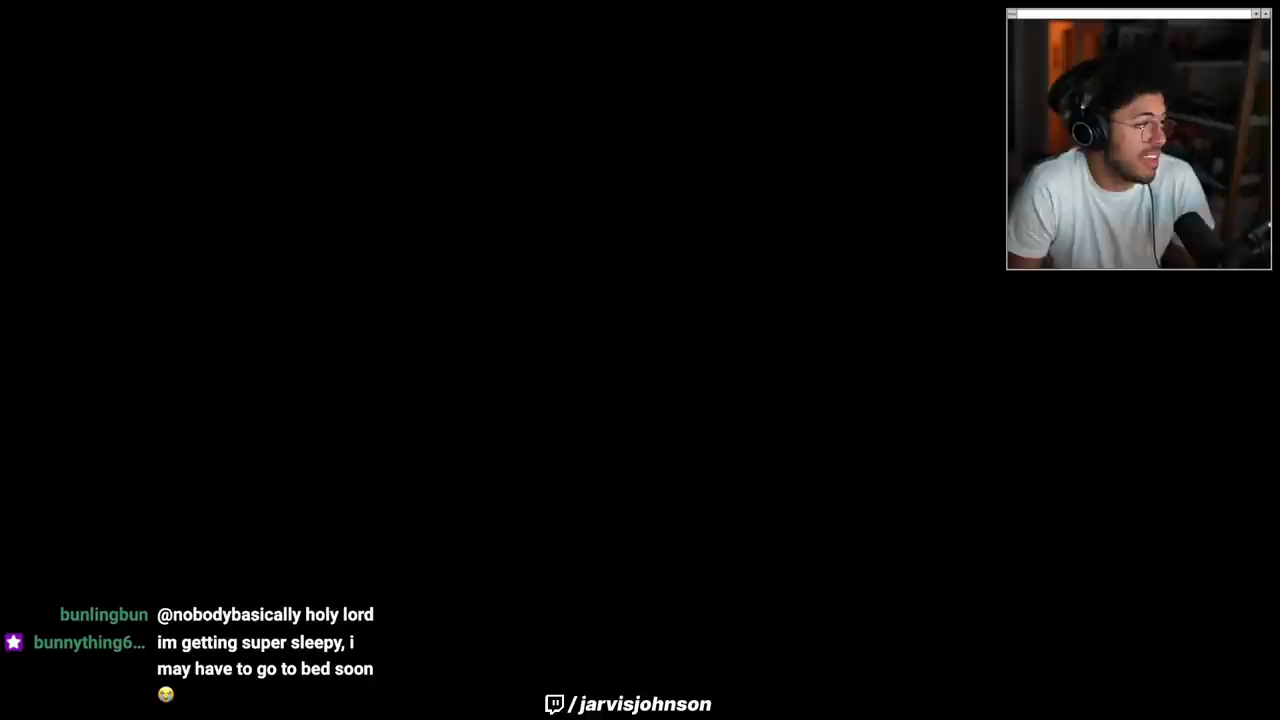 bunlingbun @nobodybasically holy lord
bunnything6... im getting super sleepy, i
may have to go to bed soon
😭
/jarvisjohnson